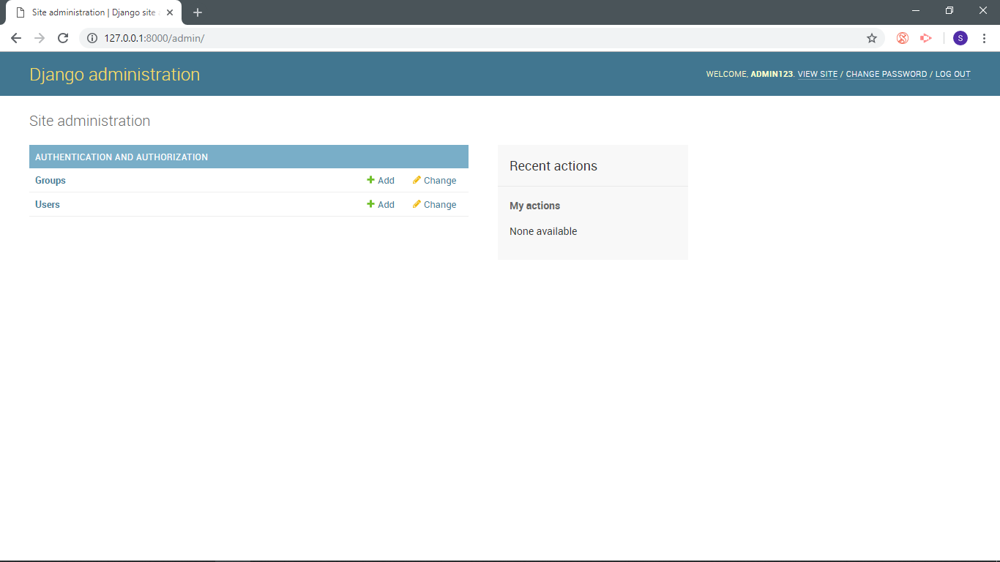 Site administration | Django site
127.0.0.1:8000/admin/
S
Django administration
WELCOME, ADMIN123. VIEW SITE / CHANGE PASSWORD / LOG OUT
Site administration
AUTHENTICATION AND AUTHORIZATION
Groups Add Change
Users Add Change
Recent actions
My actions
None available